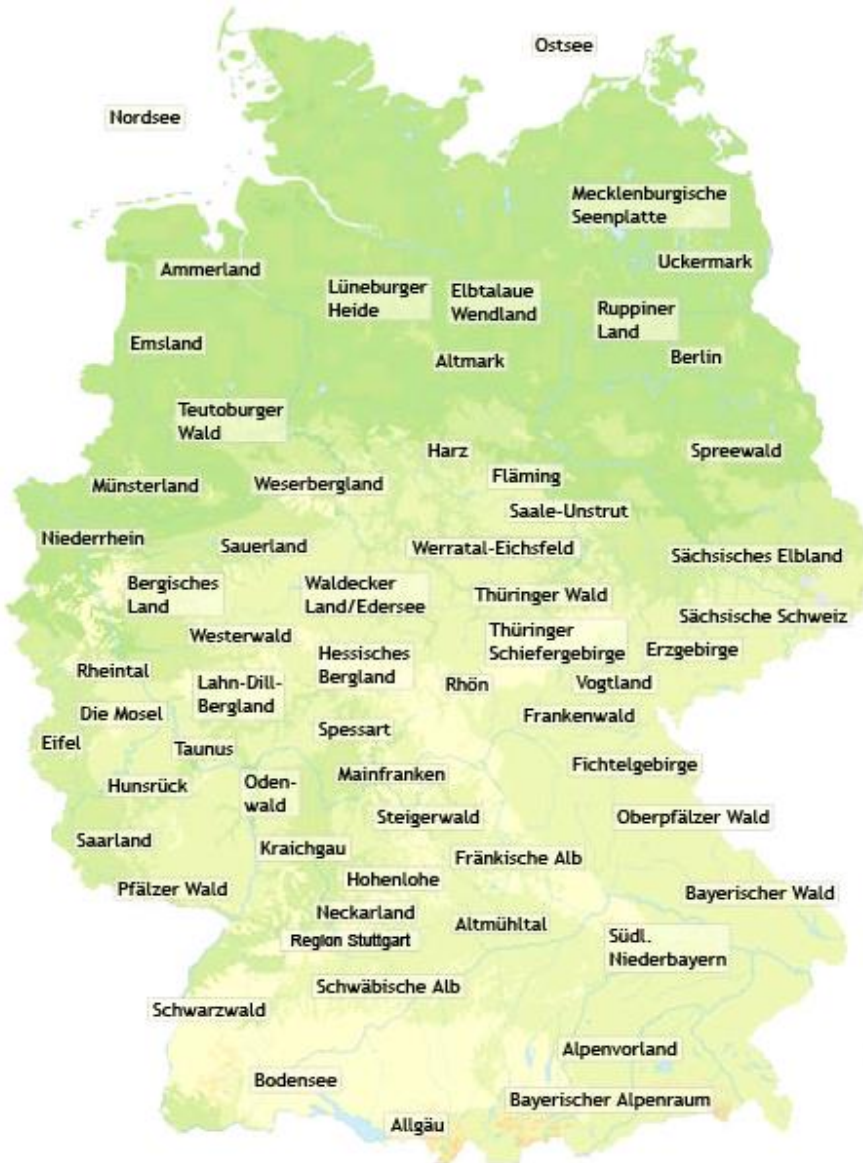 Ostsee
Nordsee
Mecklenburgische
Seenplatte
Ammerland
Uckermark
Lüneburger
Heide
Elbtalaue
Wendland
Ruppiner
Land
Emsland
Altmark
Berlin
Teutoburger
Wald
Harz
Spreewald
Münsterland
Weserbergland
Fläming
Saale-Unstrut
Niederrhein
Sauerland
Werratal-Eichsfeld
Sächsisches Elbland
Bergisches
Land
Waldecker
Land/Edersee
Thüringer Wald
Sächsische Schweiz
Westerwald
Hessisches
Bergland
Thüringer
Schiefergebirge
Erzgebirge
Rheintal
Lahn-Dill-
Bergland
Rhön
Vogtland
Die Mosel
Frankenwald
Eifel
Taunus
Spessart
Hunsrück
Oden-
wald
Mainfranken
Fichtelgebirge
Steigerwald
Oberpfälzer Wald
Saarland
Kraichgau
Fränkische Alb
Pfälzer Wald
Hohenlohe
Bayerischer Wald
Neckarland
Altmühltal
Region Stuttgart
Südl.
Niederbayern
Schwäbische Alb
Schwarzwald
Alpenvorland
Bodensee
Bayerischer Alpenraum
Allgäu